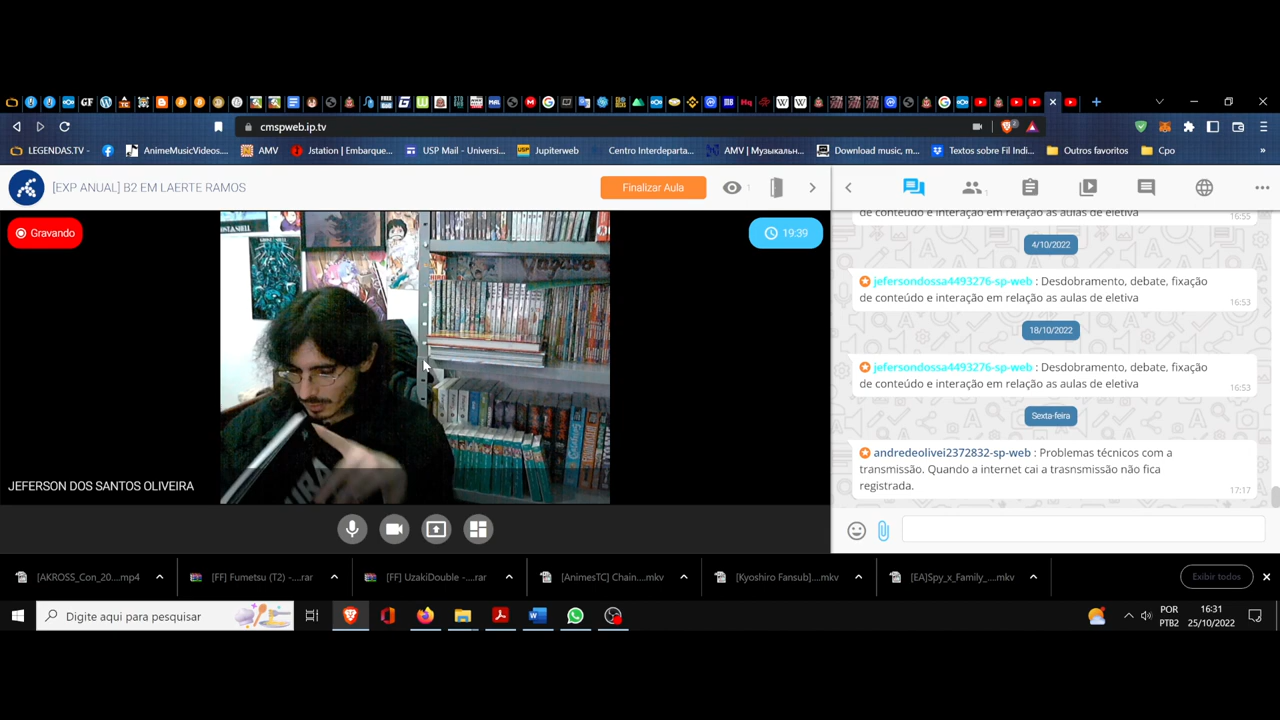 cmspweb.ip.tv
2
LEGENDAS.TV -
AnimeMusicVideos...
AMV
Jstation | Embarque...
USP Mail - Universi...
Jupiterweb
Centro Interdeparta...
AMV | Музыкальн...
Download music, m...
Textos sobre Fil Indi...
Outros favoritos
Cpo
»
[EXP ANUAL] B2 EM LAERTE RAMOS
Finalizar Aula
1
1
Gravando
19:39
JEFERSON DOS SANTOS OLIVEIRA
de conteúdo e interação em relação as aulas de eletiva
16:55
4/10/2022
jefersondossa4493276-sp-web : Desdobramento, debate, fixação
de conteúdo e interação em relação as aulas de eletiva
16:53
18/10/2022
jefersondossa4493276-sp-web : Desdobramento, debate, fixação
de conteúdo e interação em relação as aulas de eletiva
16:53
Sexta-feira
andredeolivei2372832-sp-web : Problemas técnicos com a
transmissão. Quando a internet cai a trasnsmissão não fica
registrada.
17:17
[AKROSS_Con_20....mp4
[FF] Fumetsu (T2) -....rar
[FF] UzakiDouble -....rar
[AnimesTC] Chain....mkv
[Kyoshiro Fansub]....mkv
[EA]Spy_x_Family_....mkv
Exibir todos
Digite aqui para pesquisar
POR
PTB2
16:31
25/10/2022